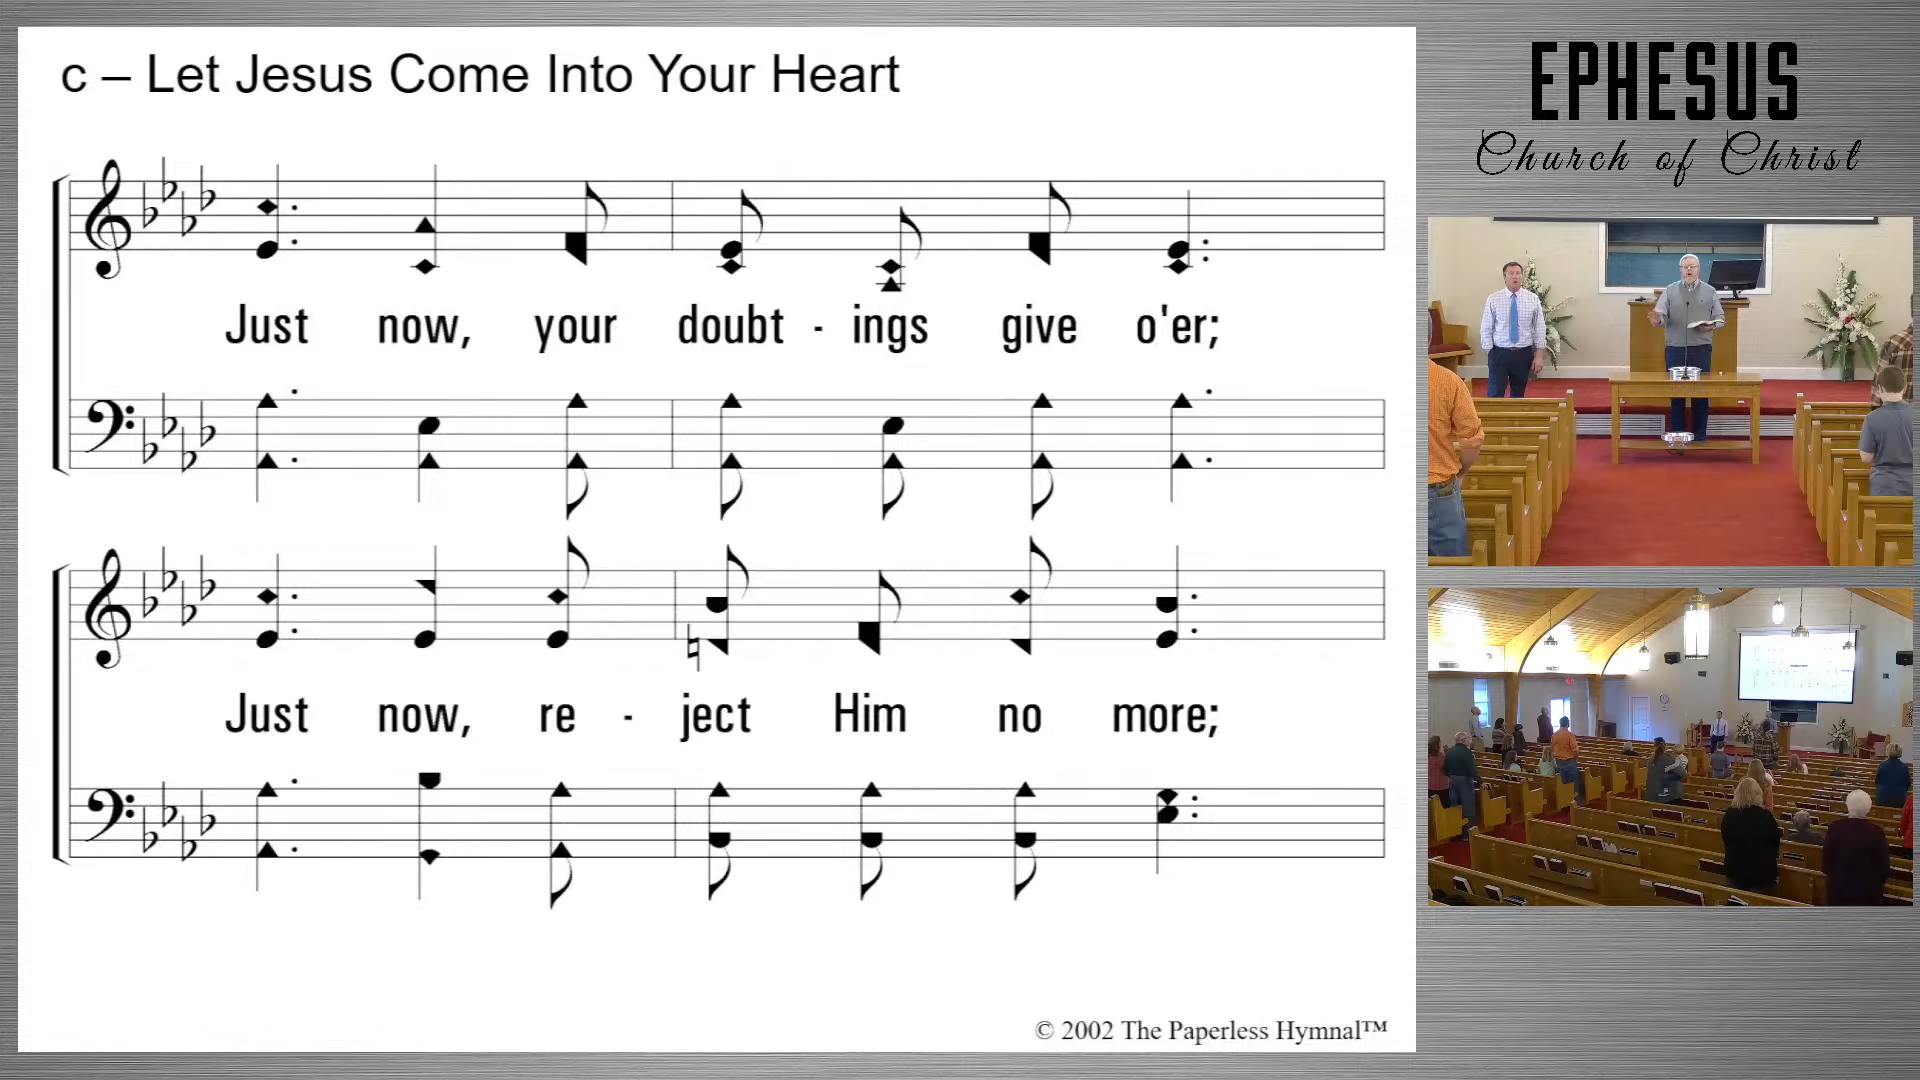 c – Let Jesus Come Into Your Heart
Just now, your doubt - ings give o'er;
Just now, re - ject Him no more;
© 2002 The Paperless Hymnal™
EPHESUS
Church of Christ